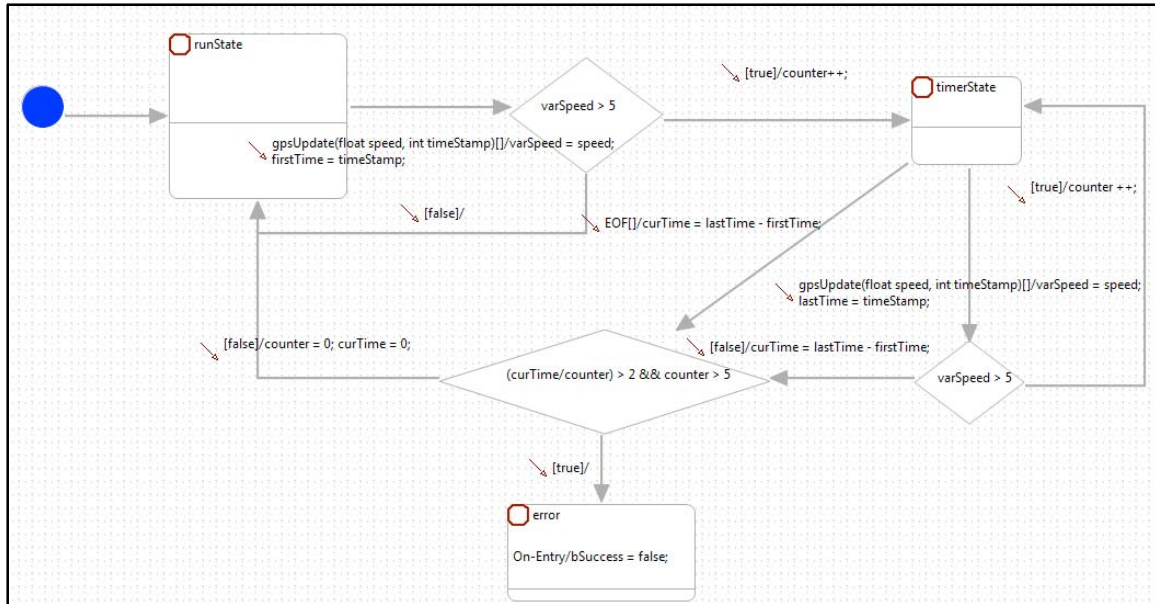 runState
varSpeed > 5
[true]/counter++;
timerState
gpsUpdate(float speed, int timeStamp)[]/varSpeed = speed;
firstTime = timeStamp;
[true]/counter ++;
[false]/
EOF[]/curTime = lastTime - firstTime;
gpsUpdate(float speed, int timeStamp)[]/varSpeed = speed;
lastTime = timeStamp;
[false]/counter = 0; curTime = 0;
[false]/curTime = lastTime - firstTime;
(curTime/counter) > 2 && counter > 5
varSpeed > 5
[true]/
error
On-Entry/bSuccess = false;